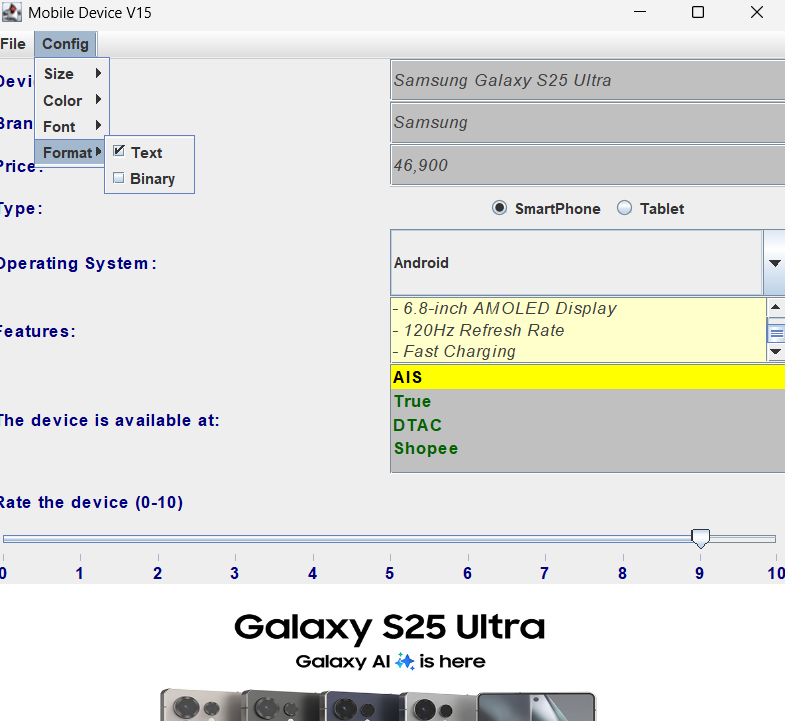 Mobile Device V15
File Config
Size
Color
Font
Format
Text
Binary
Samsung Galaxy S25 Ultra
Samsung
Price:
46,900
Type:
SmartPhone Tablet
Operating System:
Android
Features:
- 6.8-inch AMOLED Display
- 120Hz Refresh Rate
- Fast Charging
The device is available at:
AIS
True
DTAC
Shopee
Rate the device (0-10)
0 1 2 3 4 5 6 7 8 9 10
Galaxy S25 Ultra
Galaxy AI is here